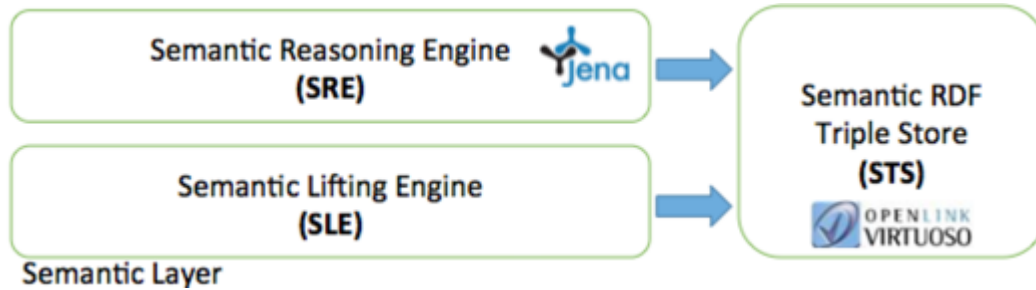 Semantic Reasoning Engine
(SRE)
Jena
Semantic Lifting Engine
(SLE)
Semantic Layer
Semantic RDF
Triple Store
(STS)
OPENLINK
VIRTUOSO